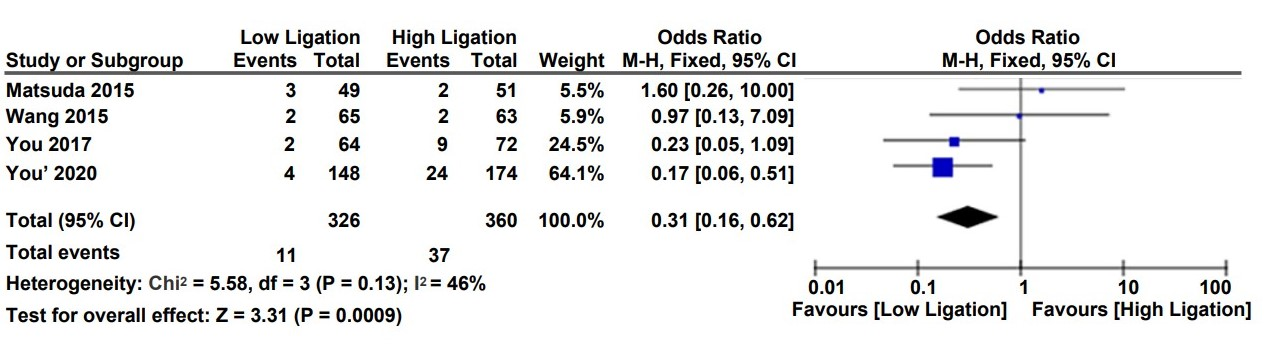 Low Ligation High Ligation Odds Ratio Odds Ratio
Study or Subgroup Events Total Events Total Weight M-H, Fixed, 95% CI M-H, Fixed, 95% CI
Matsuda 2015 3 49 2 51 5.5% 1.60 [0.26, 10.00]
Wang 2015 2 65 2 63 5.9% 0.97 [0.13, 7.09]
You 2017 2 64 9 72 24.5% 0.23 [0.05, 1.09]
You’ 2020 4 148 24 174 64.1% 0.17 [0.06, 0.51]
Total (95% CI) 326 360 100.0% 0.31 [0.16, 0.62]
Total events 11 37
Heterogeneity: Chi² = 5.58, df = 3 (P = 0.13); I² = 46%
Test for overall effect: Z = 3.31 (P = 0.0009)
0.01 0.1 1 10 100
Favours [Low Ligation] Favours [High Ligation]